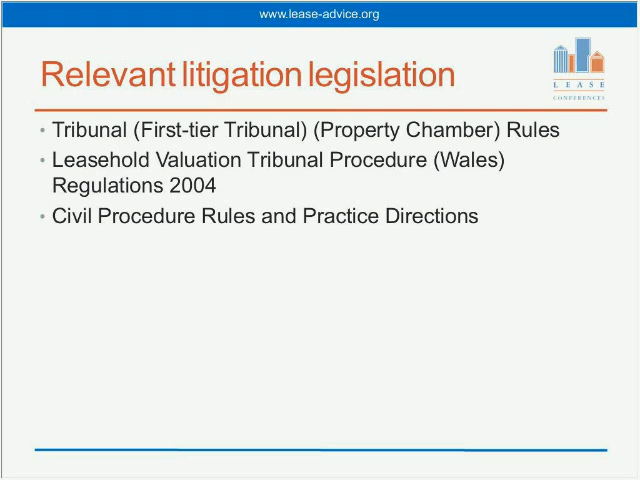 www.lease-advice.org
Relevant litigation legislation
LEASE
CONFERENCES
• Tribunal (First-tier Tribunal) (Property Chamber) Rules
• Leasehold Valuation Tribunal Procedure (Wales)
Regulations 2004
• Civil Procedure Rules and Practice Directions